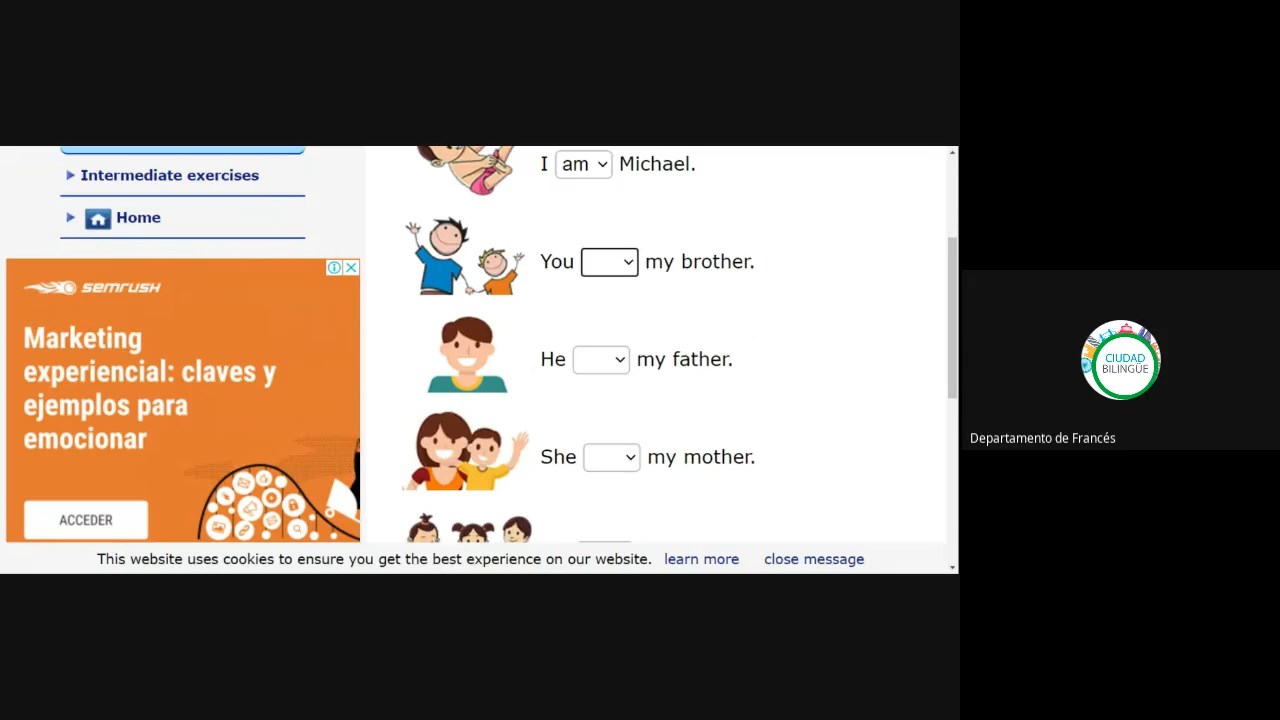 I am Michael.
Intermediate exercises
Home
You my brother.
SEMRUSH
Marketing
experiencial: claves y
ejemplos para
emocionar
ACCEDER
He my father.
She my mother.
This website uses cookies to ensure you get the best experience on our website. learn more close message
CIUDAD
BILINGÜE
Departamento de Francés